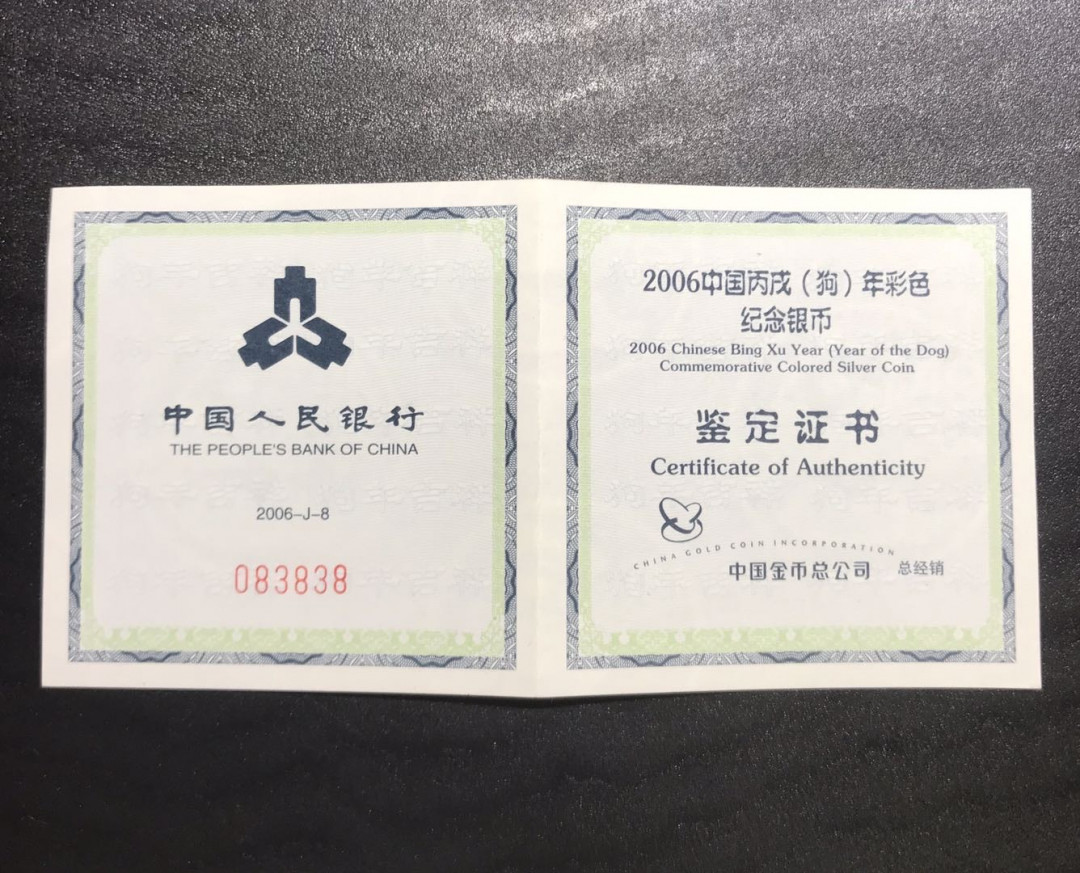 中国人民银行
THE PEOPLE'S BANK OF CHINA
2006-J-8
083838
2006中国丙戌（狗）年彩色
纪念银币
2006 Chinese Bing Xu Year (Year of the Dog)
Commemorative Colored Silver Coin
鉴定证书
Certificate of Authenticity
CHINA GOLD COIN INCORPORATION
中国金币总公司 总经销